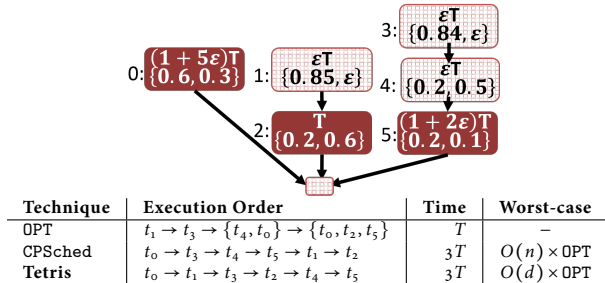 0:
(1 + 5ε)T
{0.6, 0.3}
1:
εT
{0.85, ε}
2:
T
{0.2, 0.6}
3:
εT
{0.84, ε}
4:
εT
{0.2, 0.5}
5:
(1 + 2ε)T
{0.2, 0.1}
Technique Execution Order Time Worst-case
OPT t₁ → t₃ → {t₄, t₀} → {t₀, t₂, t₅} T –
CPSched t₀ → t₃ → t₄ → t₅ → t₁ → t₂ 3T O(n) × OPT
Tetris t₀ → t₁ → t₃ → t₂ → t₄ → t₅ 3T O(d) × OPT